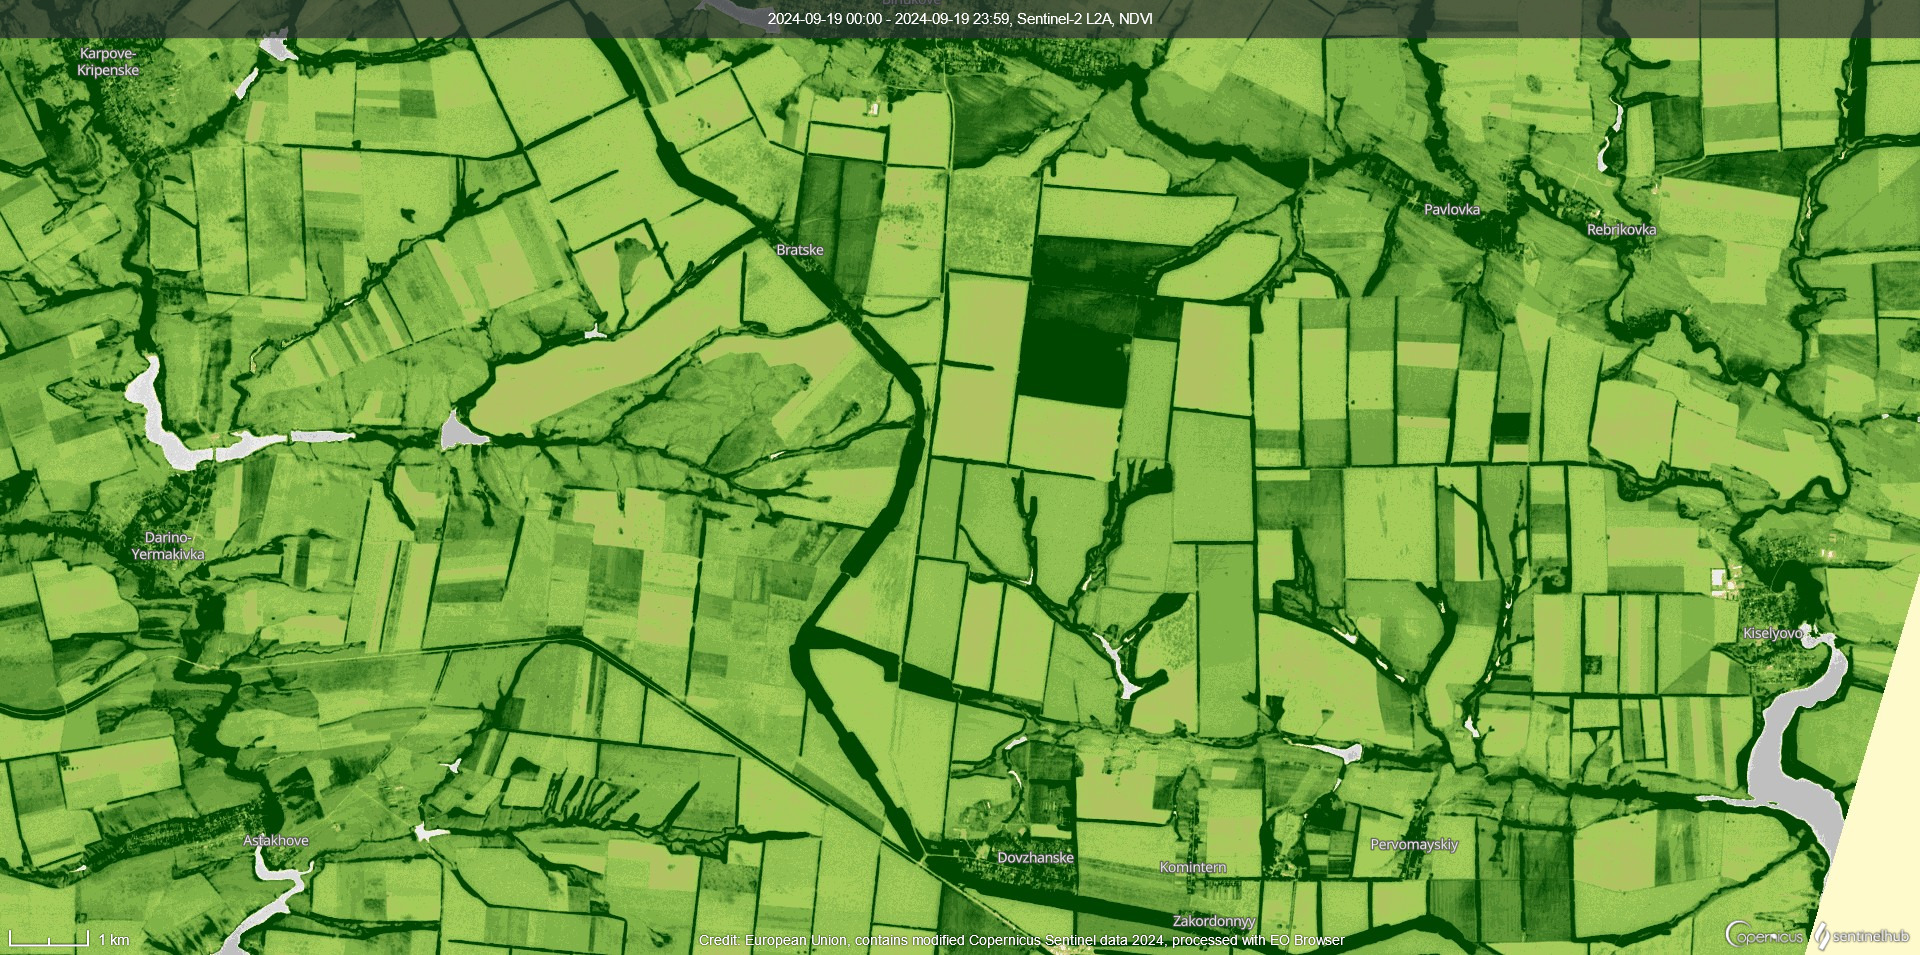 Biriukove
2024-09-19 00:00 - 2024-09-19 23:59, Sentinel-2 L2A, NDVI
Karpove-
Kripenske
Pavlovka
Rebrikovka
Bratske
Darino-
Yermakivka
Kiselyovo
Astakhove
Dovzhanske
Pervomayskiy
Komintern
Zakordonnyy
1 km
Credit: European Union, contains modified Copernicus Sentinel data 2024, processed with EO Browser
opernicus
sentinelhub